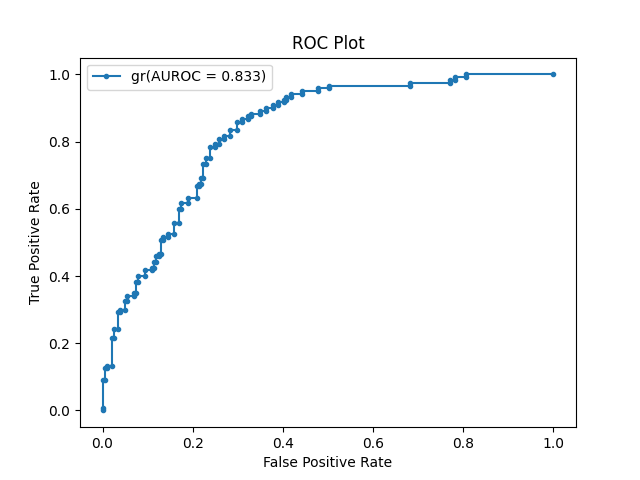 ROC Plot
gr(AUROC = 0.833)
True Positive Rate
1.0
0.8
0.6
0.4
0.2
0.0
0.0 0.2 0.4 0.6 0.8 1.0
False Positive Rate